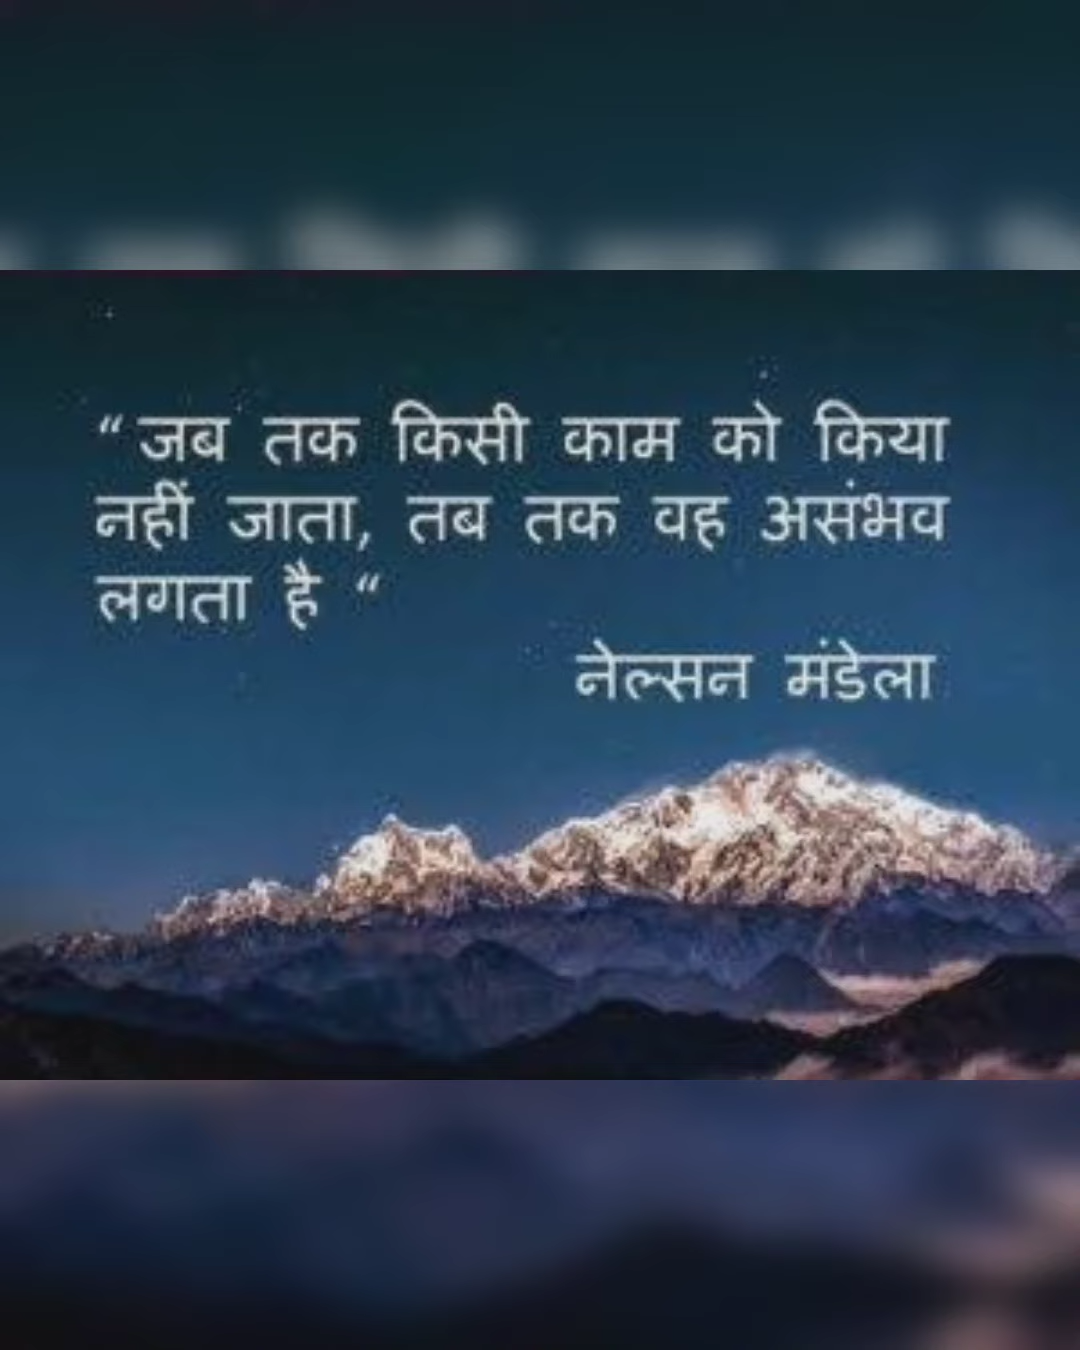 “ जब तक किसी काम को किया
नहीं जाता, तब तक वह असंभव
लगता है “
नेल्सन मंडेला